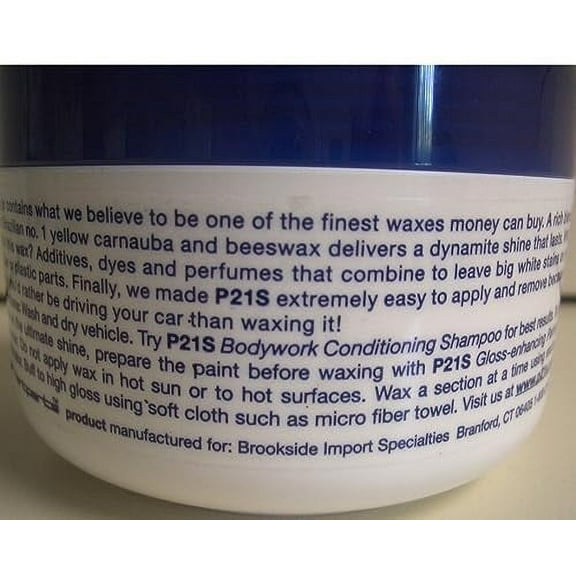 contains what we believe to be one of the finest waxes money can buy. A rich
no. 1 yellow carnauba and beeswax delivers a dynamite shine that lasts.
wax? Additives, dyes and perfumes that combine to leave big white stains
plastic parts. Finally, we made P21S extremely easy to apply and remove
rather be driving your car than waxing it!
Wash and dry vehicle. Try P21S Bodywork Conditioning Shampoo for best results.
ultimate shine, prepare the paint before waxing with P21S Gloss-enhancing
not apply wax in hot sun or to hot surfaces. Wax a section at a time using
to high gloss using soft cloth such as micro fiber towel. Visit us at
product manufactured for: Brookside Import Specialties Branford, CT 06405